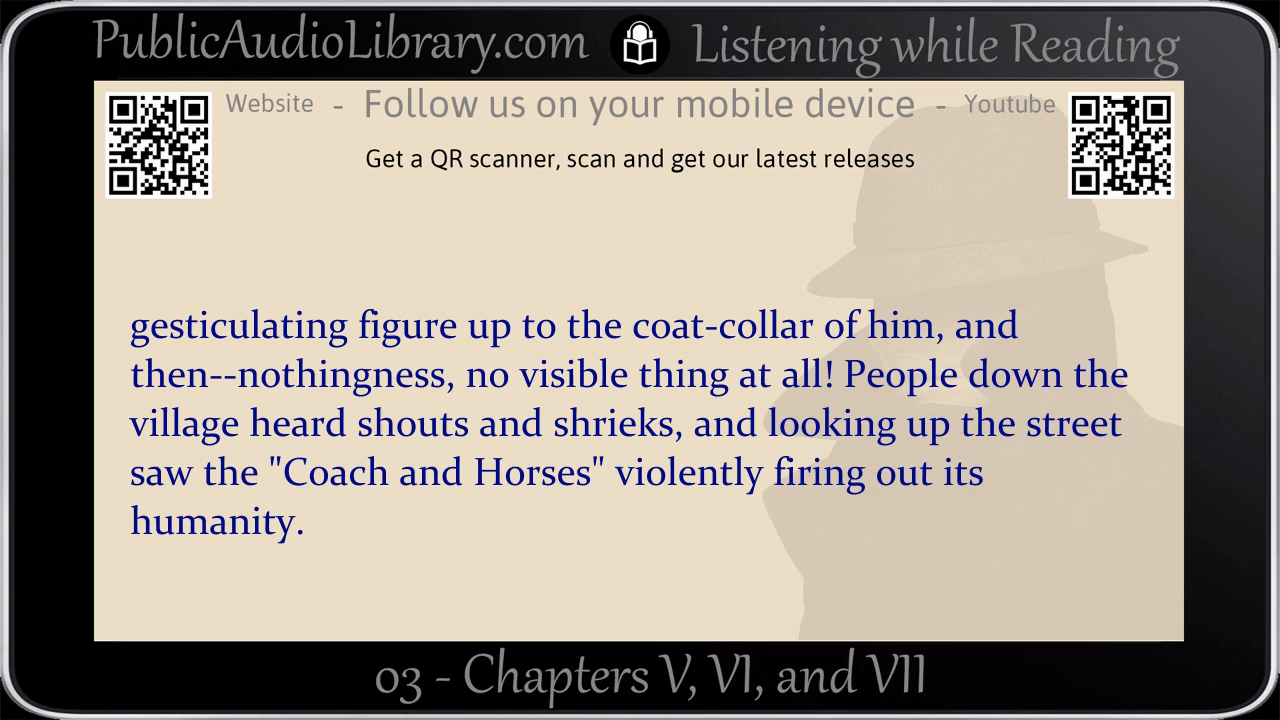 PublicAudioLibrary.com Listening while Reading
Website - Follow us on your mobile device - Youtube
Get a QR scanner, scan and get our latest releases
gesticulating figure up to the coat-collar of him, and
then--nothingness, no visible thing at all! People down the
village heard shouts and shrieks, and looking up the street
saw the "Coach and Horses" violently firing out its
humanity.
03 - Chapters V, VI, and VII